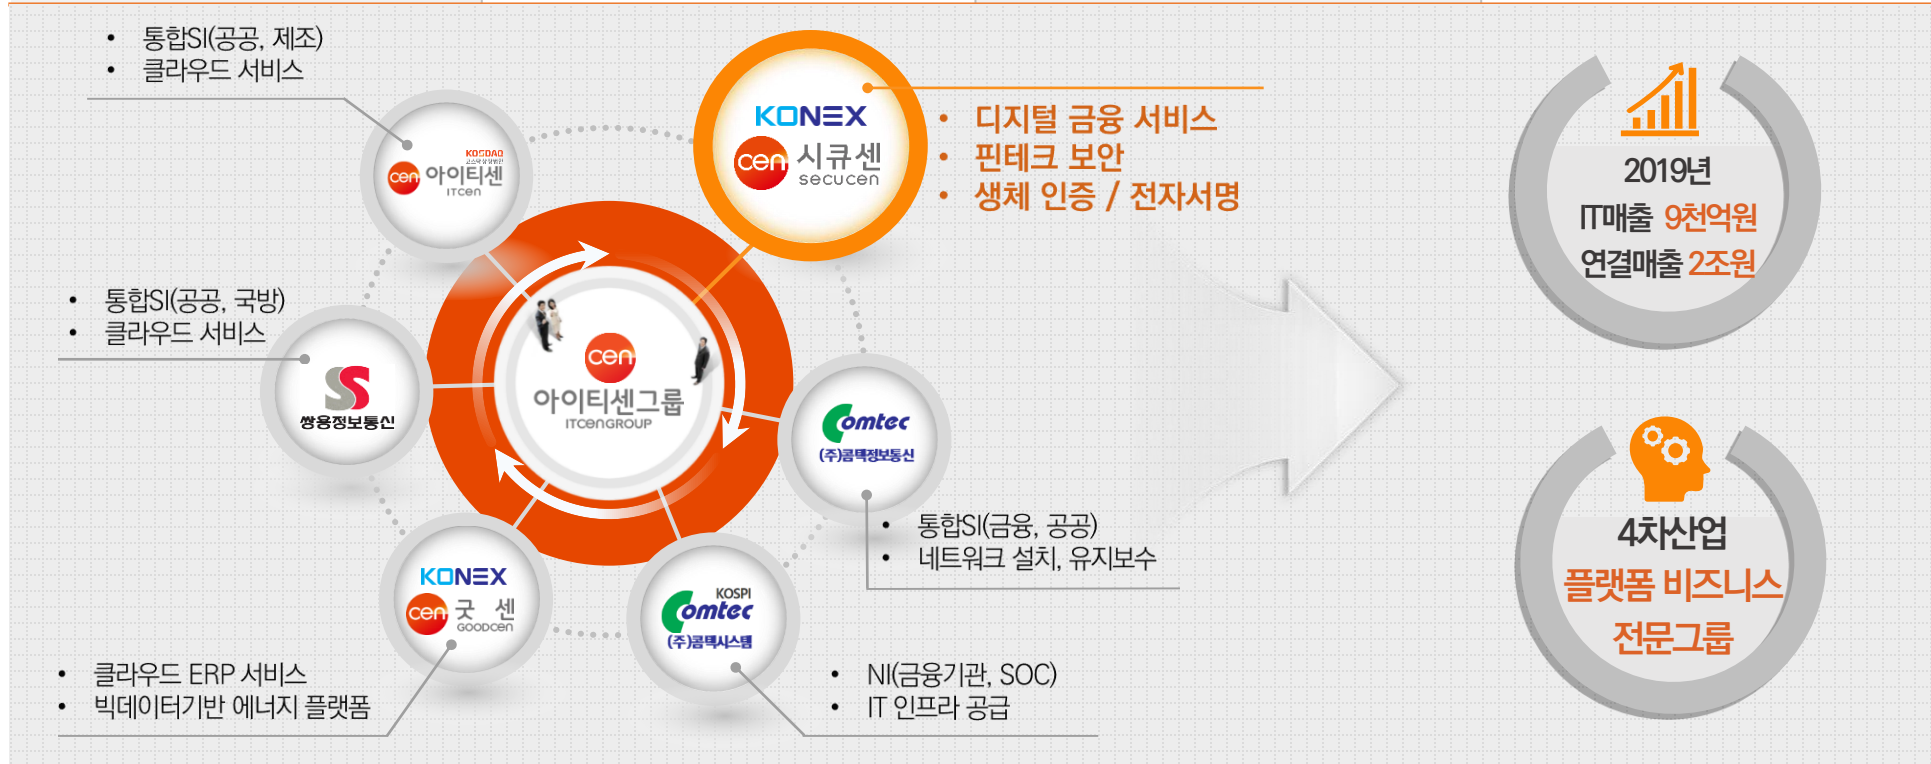 • 통합SI(공공, 제조)
• 클라우드 서비스
KOSDAQ
코스닥상장법인
cen 아이티센
ITCEN
KONEX
cen 시큐센
secucen
• 디지털 금융 서비스
• 핀테크 보안
• 생체 인증 / 전자서명
• 통합SI(공공, 국방)
• 클라우드 서비스
SS
쌍용정보통신
cen
아이티센그룹
ITCENGROUP
Comtec
(주)콤텍정보통신
• 통합SI(금융, 공공)
• 네트워크 설치, 유지보수
KONEX
cen 굿 센
GOODCEN
• 클라우드 ERP 서비스
• 빅데이터기반 에너지 플랫폼
KOSPI
Comtec
(주)콤텍시스템
• NI(금융기관, SOC)
• IT 인프라 공급
2019년
IT매출 9천억원
연결매출 2조원
4차산업
플랫폼 비즈니스
전문그룹